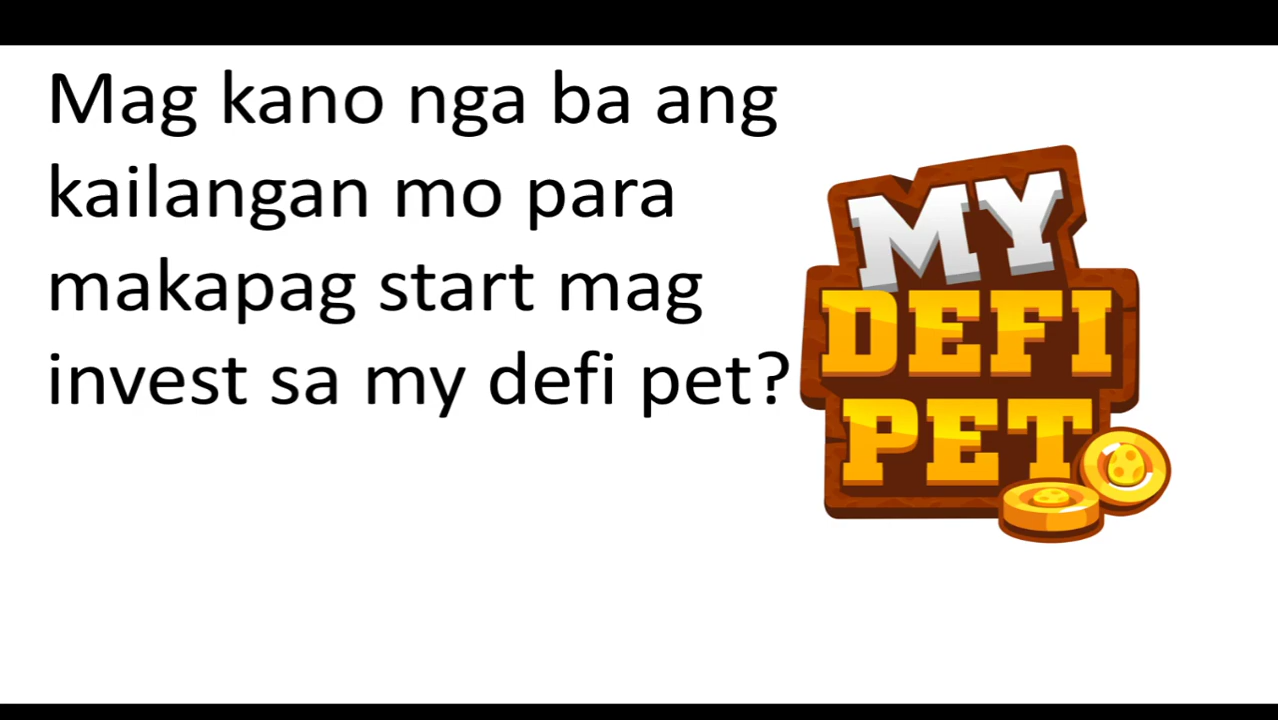 Mag kano nga ba ang
kailangan mo para
makapag start mag
invest sa my defi pet?
MY
DEFI
PET